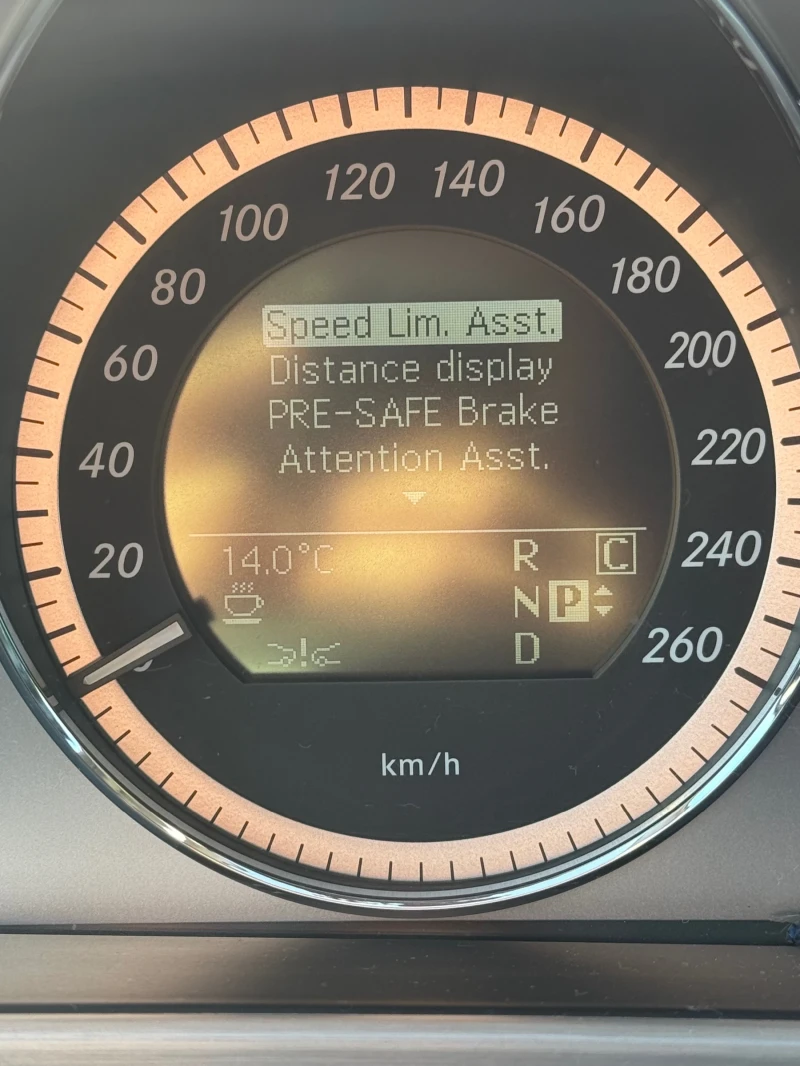 120 140
100 160
80 180
60 200
40 220
20 240
260
Speed Lim. Asst.
Distance display
PRE-SAFE Brake
Attention Asst.
14.0°C
R C
N P
D
km/h